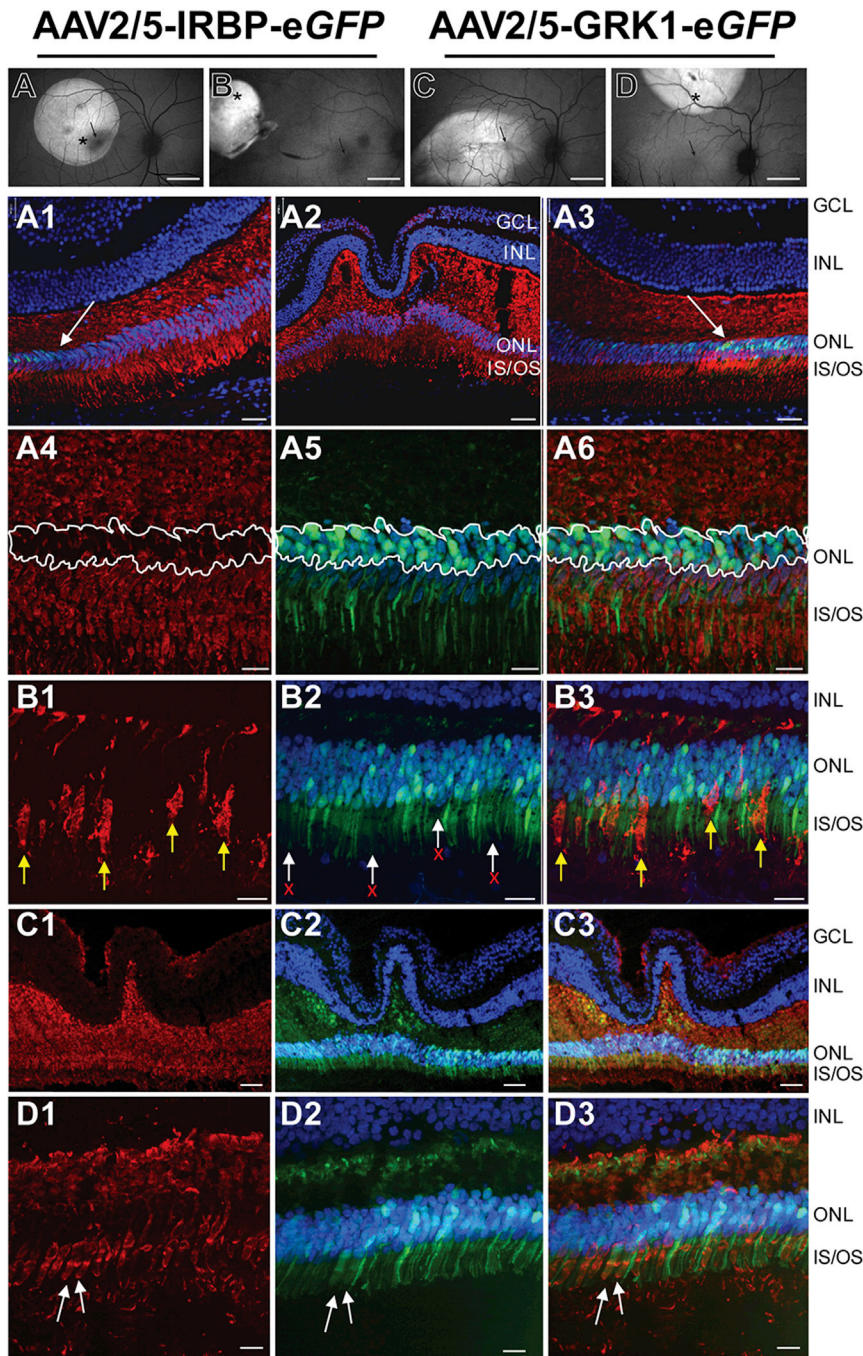 AAV2/5-IRBP-eGFP AAV2/5-GRK1-eGFP
A B C D
* * * *
A1 A2 A3 GCL
GCL
INL INL
ONL ONL
IS/OS IS/OS
A4 A5 A6
ONL
IS/OS
B1 B2 B3 INL
ONL
IS/OS
x x x x
C1 C2 C3 GCL
INL
ONL
IS/OS
D1 D2 D3 INL
ONL
IS/OS